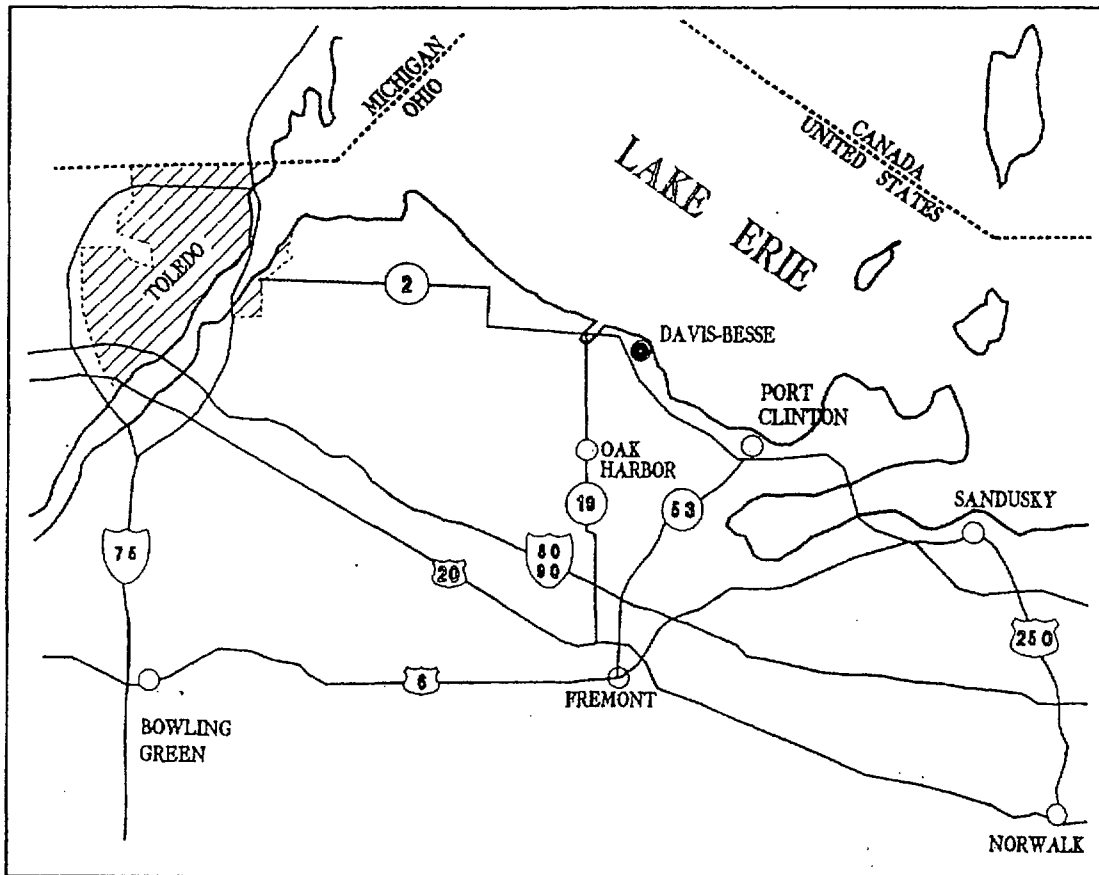 MICHIGAN
OHIO
CANADA
UNITED STATES
LAKE ERIE
TOLEDO
2
DAVIS-BESSE
PORT
CLINTON
OAK
HARBOR
19
53
SANDUSKY
75
80
90
20
250
6
FREMONT
BOWLING
GREEN
NORWALK